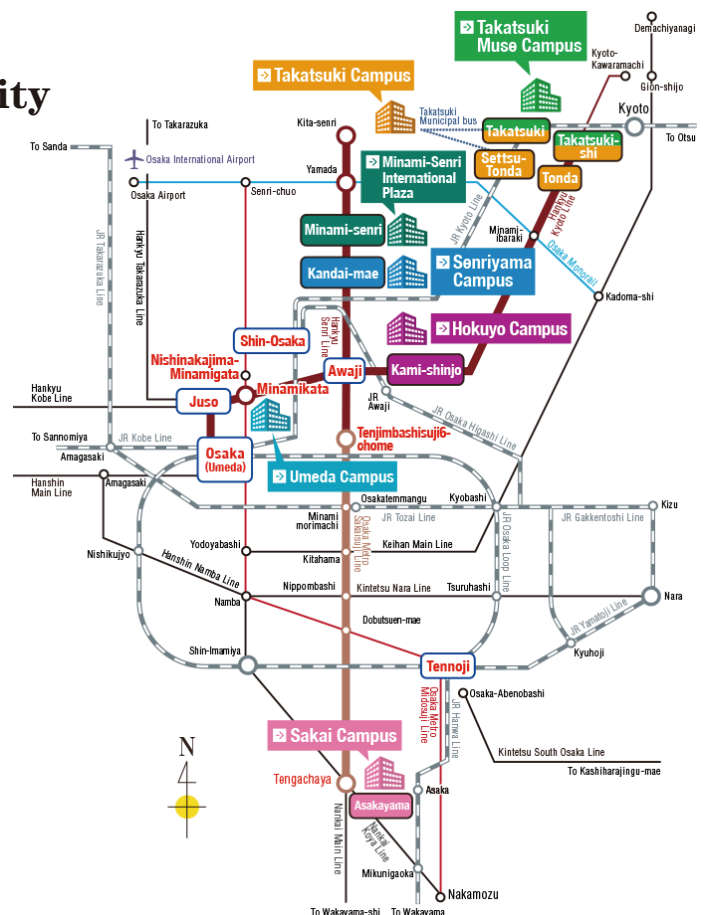 ity
Takatsuki
Muse Campus
Demachiyanagi
Kyoto-
Kawaramachi
Gion-shijo
Takatsuki Campus
Takatsuki
Municipal bus
Kyoto
To Otsu
Takatsuki
Takatsuki-
shi
Settsu-
Tonda
Tonda
To Takarazuka
Kita-senri
To Sanda
Osaka International Airport
Yamada
Minami-Senri
International
Plaza
Osaka Airport
Senri-chuo
JR Kyoto Line
Hankyu
Kyoto Line
Minami-
ibaraki
Osaka Monorail
JR Takarazuka Line
Hankyu Takarazuka Line
Minami-senri
Kandai-mae
Senriyama
Campus
Kadoma-shi
Hokuyo Campus
Shin-Osaka
Hankyu
Senri Line
Nishinakajima-
Minamigata
Awaji
Kami-shinjo
Minamikata
Juso
Hankyu
Kobe Line
JR
Awaji
JR Osaka Higashi Line
To Sannomiya
JR Kobe Line
Amagasaki
Osaka
(Umeda)
Tenjimbashisuji6-
ohome
Umeda Campus
Hanshin
Main Line
Amagasaki
Osakatemmangu
Kyobashi
Kizu
Minami
morimachi
JR Tozai Line
JR Gakkentoshi Line
Osaka Metro
Sakaisuji Line
JR Osaka Loop Line
Nishikujyo
Yodoyabashi
Kitahama
Keihan Main Line
Hanshin Namba Line
Nippombashi
Kintetsu Nara Line
Tsuruhashi
Namba
Nara
Dobutsuen-mae
JR Yamatoji Line
Kyuhoji
Shin-Imamiya
Tennoji
Osaka-Abenobashi
Osaka Metro
Midosuji Line
JR Hanwa Line
Sakai Campus
Kintetsu South Osaka Line
To Kashiharajingu-mae
N
Tengachaya
Asaka
Asakayama
Nankai Main Line
Nankai
Koya Line
Mikunigaoka
Nakamozu
To Wakayama-shi
To Wakayama